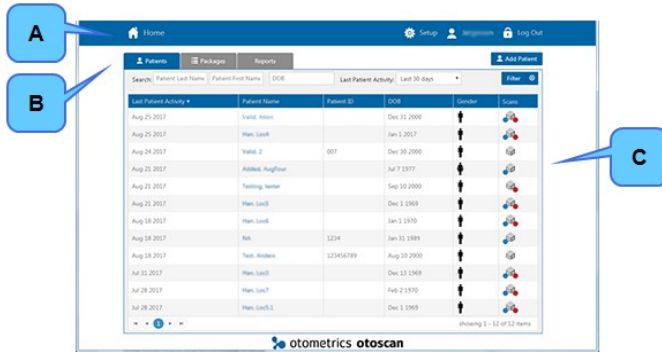 A
Home Setup Log Out
Patients Packages Reports Add Patient
B
Search: Patient Last Name Patient First Name DOB Last Patient Activity: Last 30 days Filter
Last Patient Activity Patient Name Patient ID DOB Gender Scans
Aug 25 2017 Valid, Alison Dec 31 2000
Aug 25 2017 Han, Loc4 Jan 1 2017
C
Aug 24 2017 Valid, 2 007 Dec 30 2000
Aug 21 2017 Added, AugFour Jul 7 1977
Aug 21 2017 Testing, tester Sep 10 2000
Aug 21 2017 Han, Loc5 Dec 1 1969
Aug 18 2017 Han, Loc6 Jan 1 1970
Aug 18 2017 1234 Jan 31 1989
Aug 18 2017 Test, Anders 123456789 Aug 10 2000
Jul 31 2017 Han, Loc5 Dec 13 1969
Jul 28 2017 Han, Loc7 Feb 2 1970
Jul 28 2017 Han, Loc5.2 Dec 1 1969
1 showing 1 - 12 of 12 items
otometrics otoscan